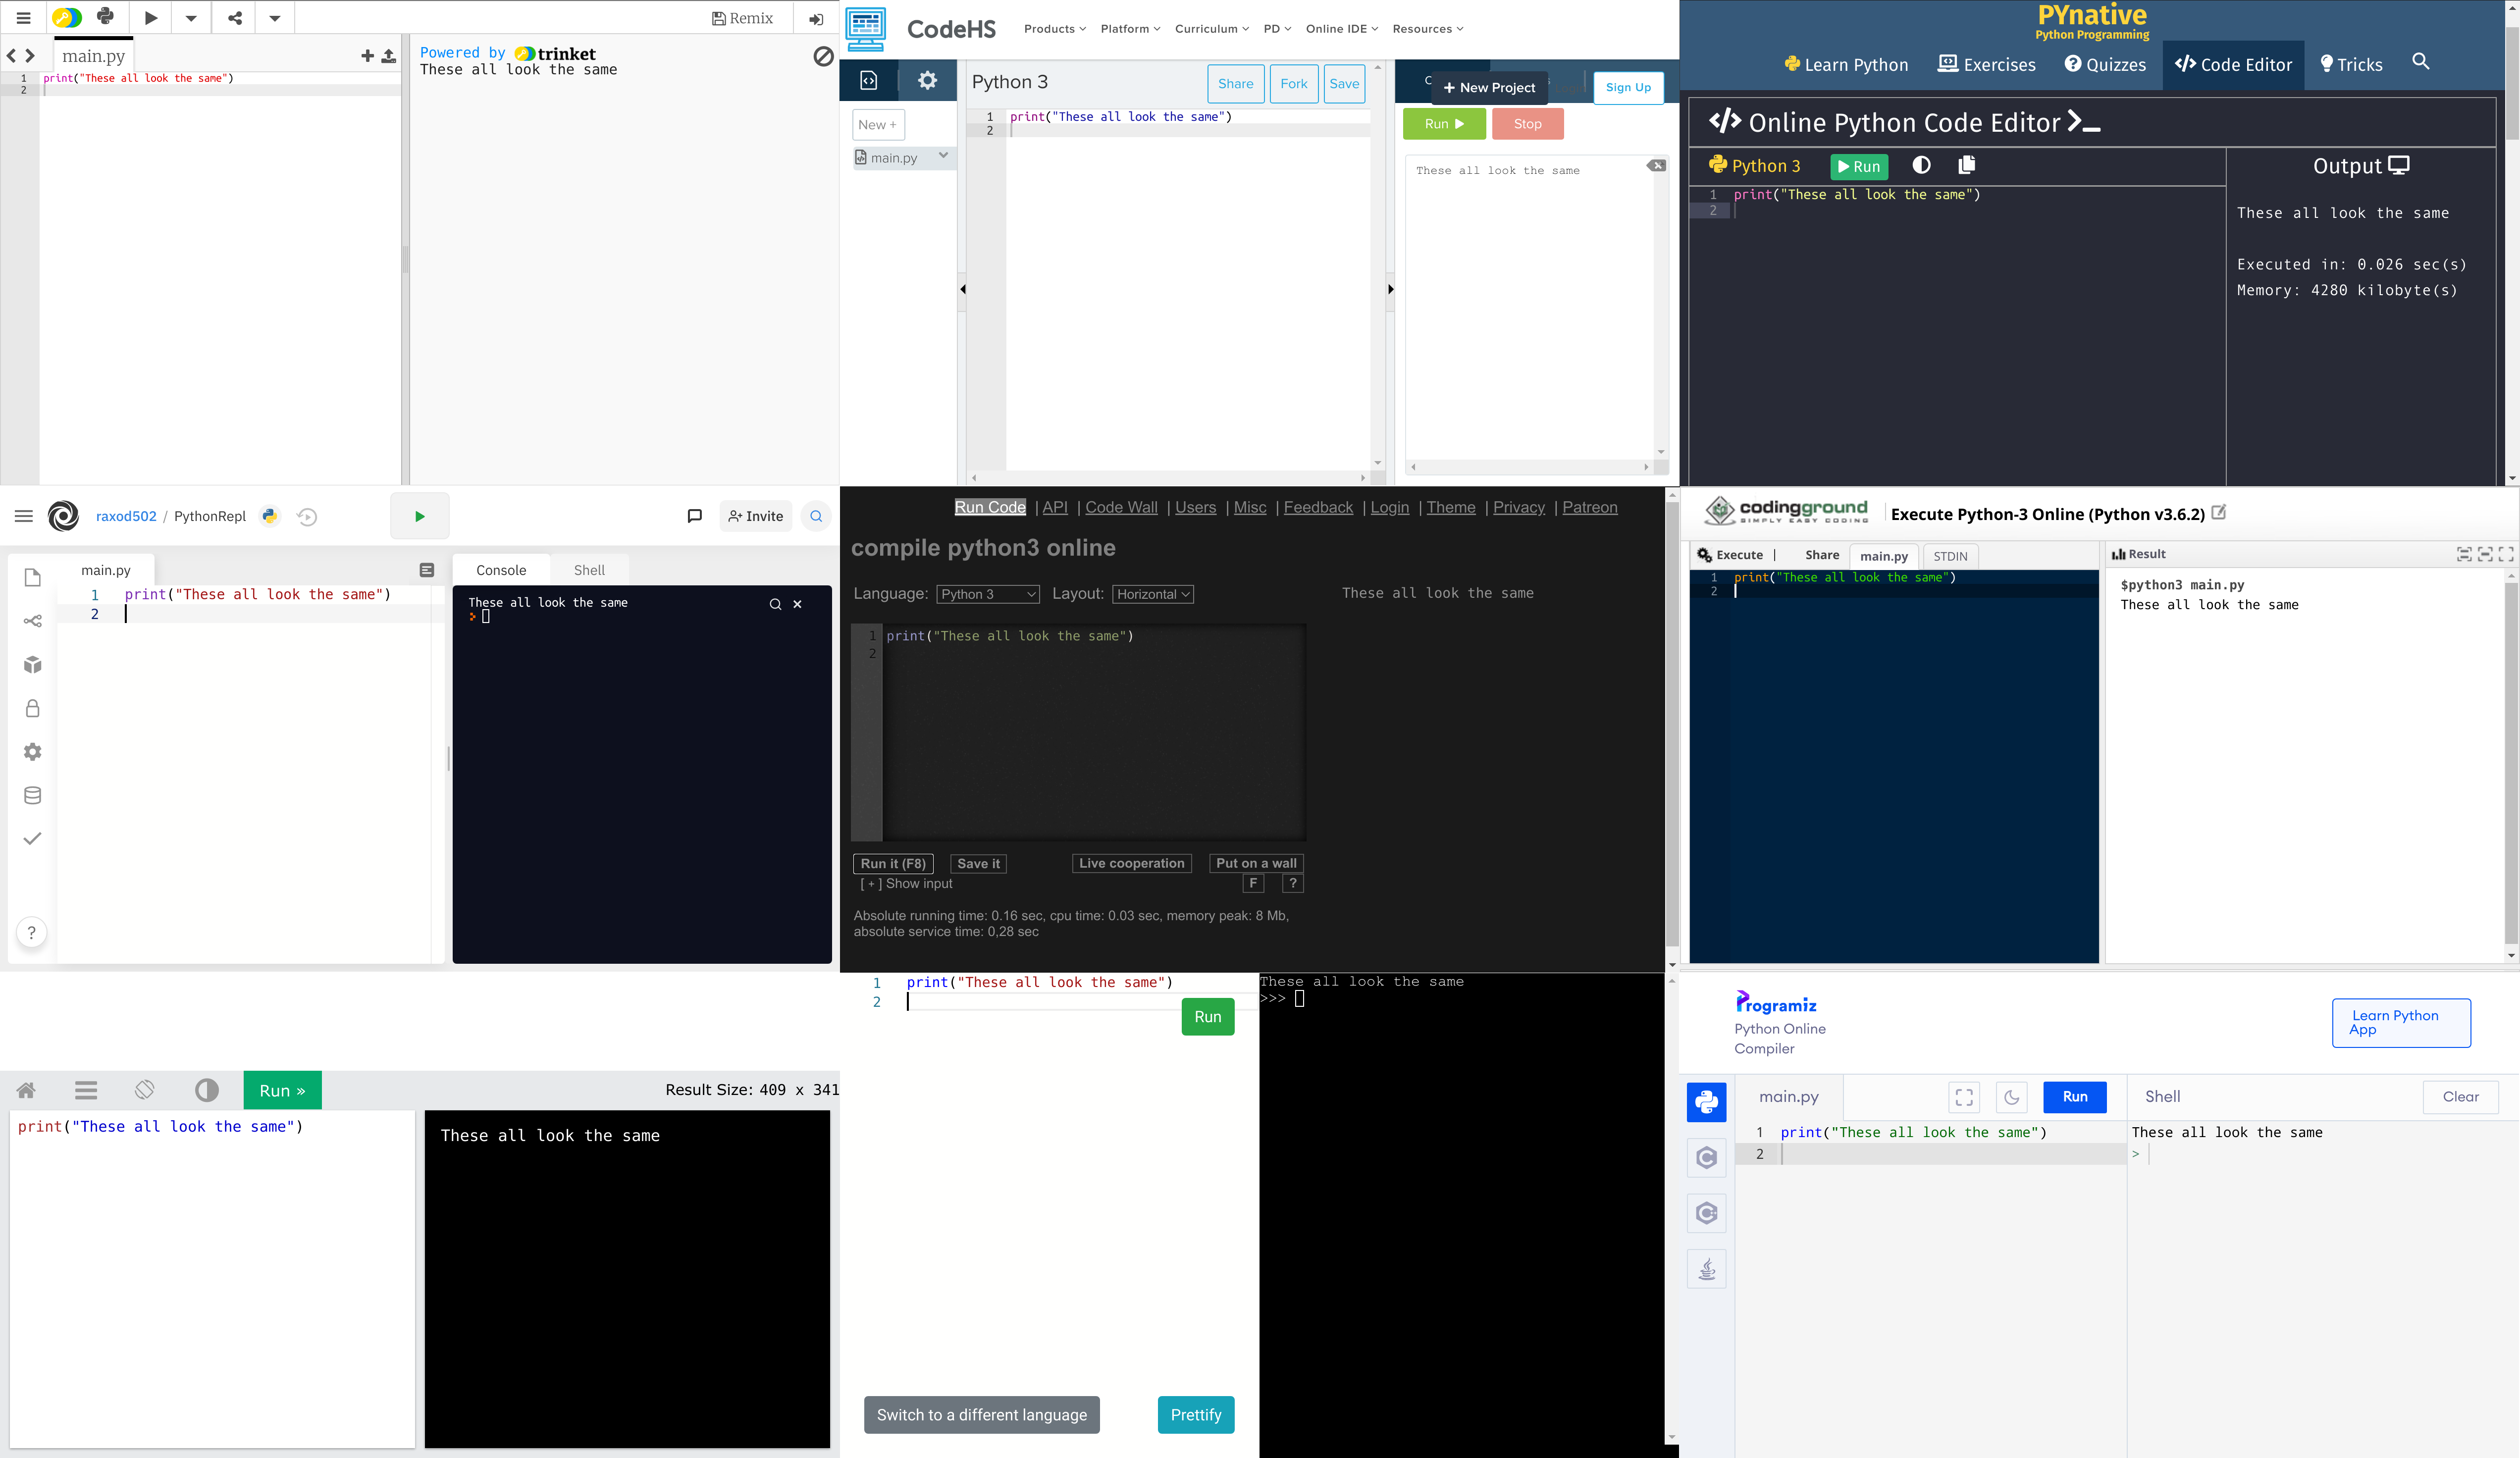 Remix
main.py
1 print("These all look the same")
2
Powered by trinket
These all look the same
CodeHS
Products Platform Curriculum PD Online IDE Resources
Python 3
Share Fork Save
+ New Project
Sign Up
New +
main.py
1 print("These all look the same")
2
Run Stop
These all look the same
PYnative
Python Programming
Learn Python Exercises Quizzes </> Code Editor Tricks
</> Online Python Code Editor
Python 3 Run
Output
1 print("These all look the same")
2
These all look the same
Executed in: 0.026 sec(s)
Memory: 4280 kilobyte(s)
raxod502 / PythonRepl
Invite
main.py
Console Shell
1 print("These all look the same")
2
These all look the same
?
Run Code | API | Code Wall | Users | Misc | Feedback | Login | Theme | Privacy | Patreon
compile python3 online
Language: Python 3 Layout: Horizontal
These all look the same
1 print("These all look the same")
2
Run it (F8) Save it Live cooperation Put on a wall
[ + ] Show input F ?
Absolute running time: 0.16 sec, cpu time: 0.03 sec, memory peak: 8 Mb,
absolute service time: 0,28 sec
codingground
SIMPLY EASY CODING
Execute Python-3 Online (Python v3.6.2)
Execute | Share main.py STDIN
Result
1 print("These all look the same")
2
$python3 main.py
These all look the same
Run »
Result Size: 409 x 341
print("These all look the same")
These all look the same
1 print("These all look the same")
2
Run
These all look the same
>>>
Switch to a different language
Prettify
Programiz
Python Online
Compiler
Learn Python
App
main.py
Run
Shell
Clear
1 print("These all look the same")
2
These all look the same
>